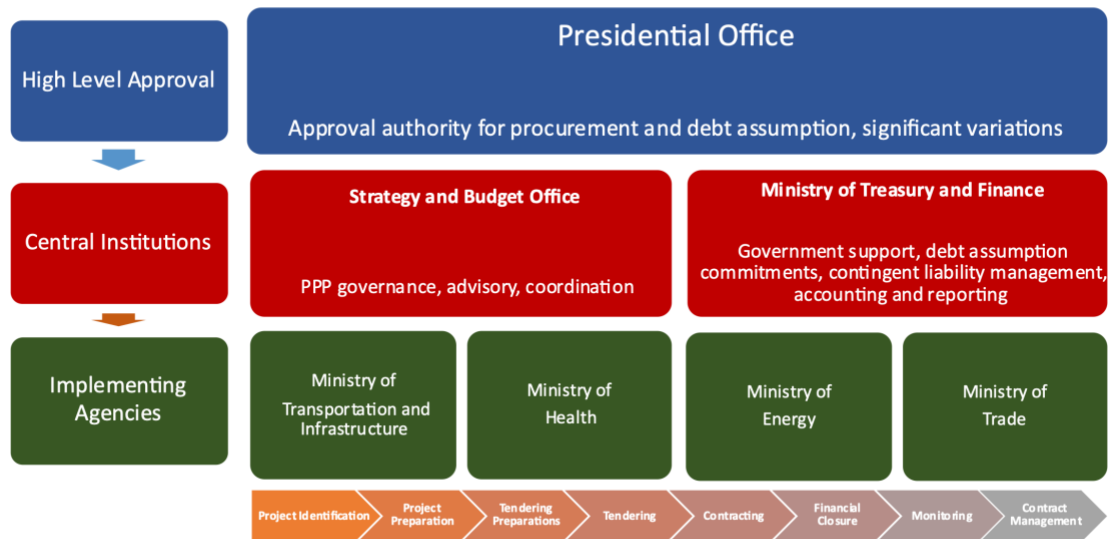 High Level Approval
Presidential Office
Approval authority for procurement and debt assumption, significant variations
Central Institutions
Strategy and Budget Office
PPP governance, advisory, coordination
Ministry of Treasury and Finance
Government support, debt assumption
commitments, contingent liability management,
accounting and reporting
Implementing
Agencies
Ministry of
Transportation and
Infrastructure
Ministry of
Health
Ministry of
Energy
Ministry of
Trade
Project Identification
Project
Preparation
Tendering
Preparations
Tendering
Contracting
Financial
Closure
Monitoring
Contract
Management